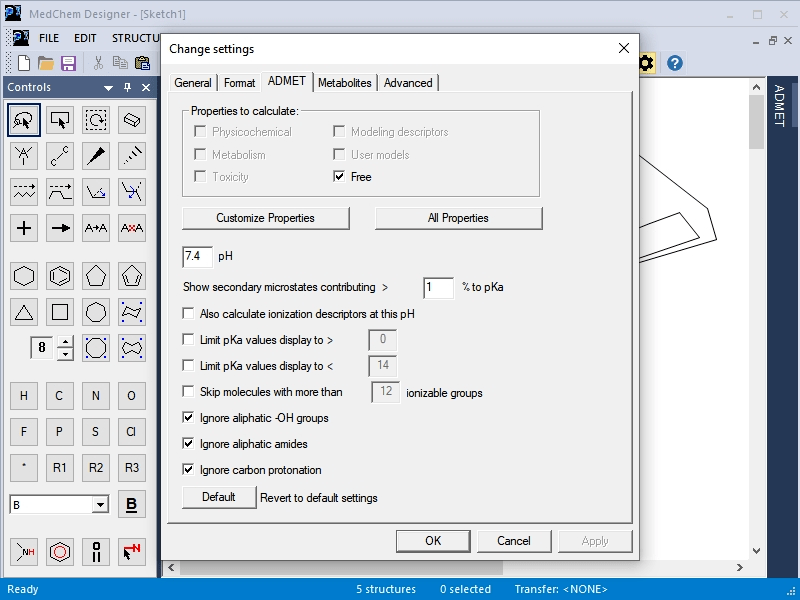 MedChem Designer - [Sketch1]
FILE EDIT STRUCTU
Change settings
Controls
General Format ADMET Metabolites Advanced
ADMET
Properties to calculate:
Physicochemical Modeling descriptors
Metabolism User models
Toxicity Free
Customize Properties All Properties
7.4 pH
Show secondary microstates contributing > 1 % to pKa
Also calculate ionization descriptors at this pH
Limit pKa values display to > 0
Limit pKa values display to < 14
Skip molecules with more than 12 ionizable groups
Ignore aliphatic -OH groups
Ignore aliphatic amides
Ignore carbon protonation
Default Revert to default settings
OK Cancel Apply
A→A A×A
8
H C N O
F P S Cl
* R1 R2 R3
B B
NH N
Ready 5 structures 0 selected Transfer: <NONE>